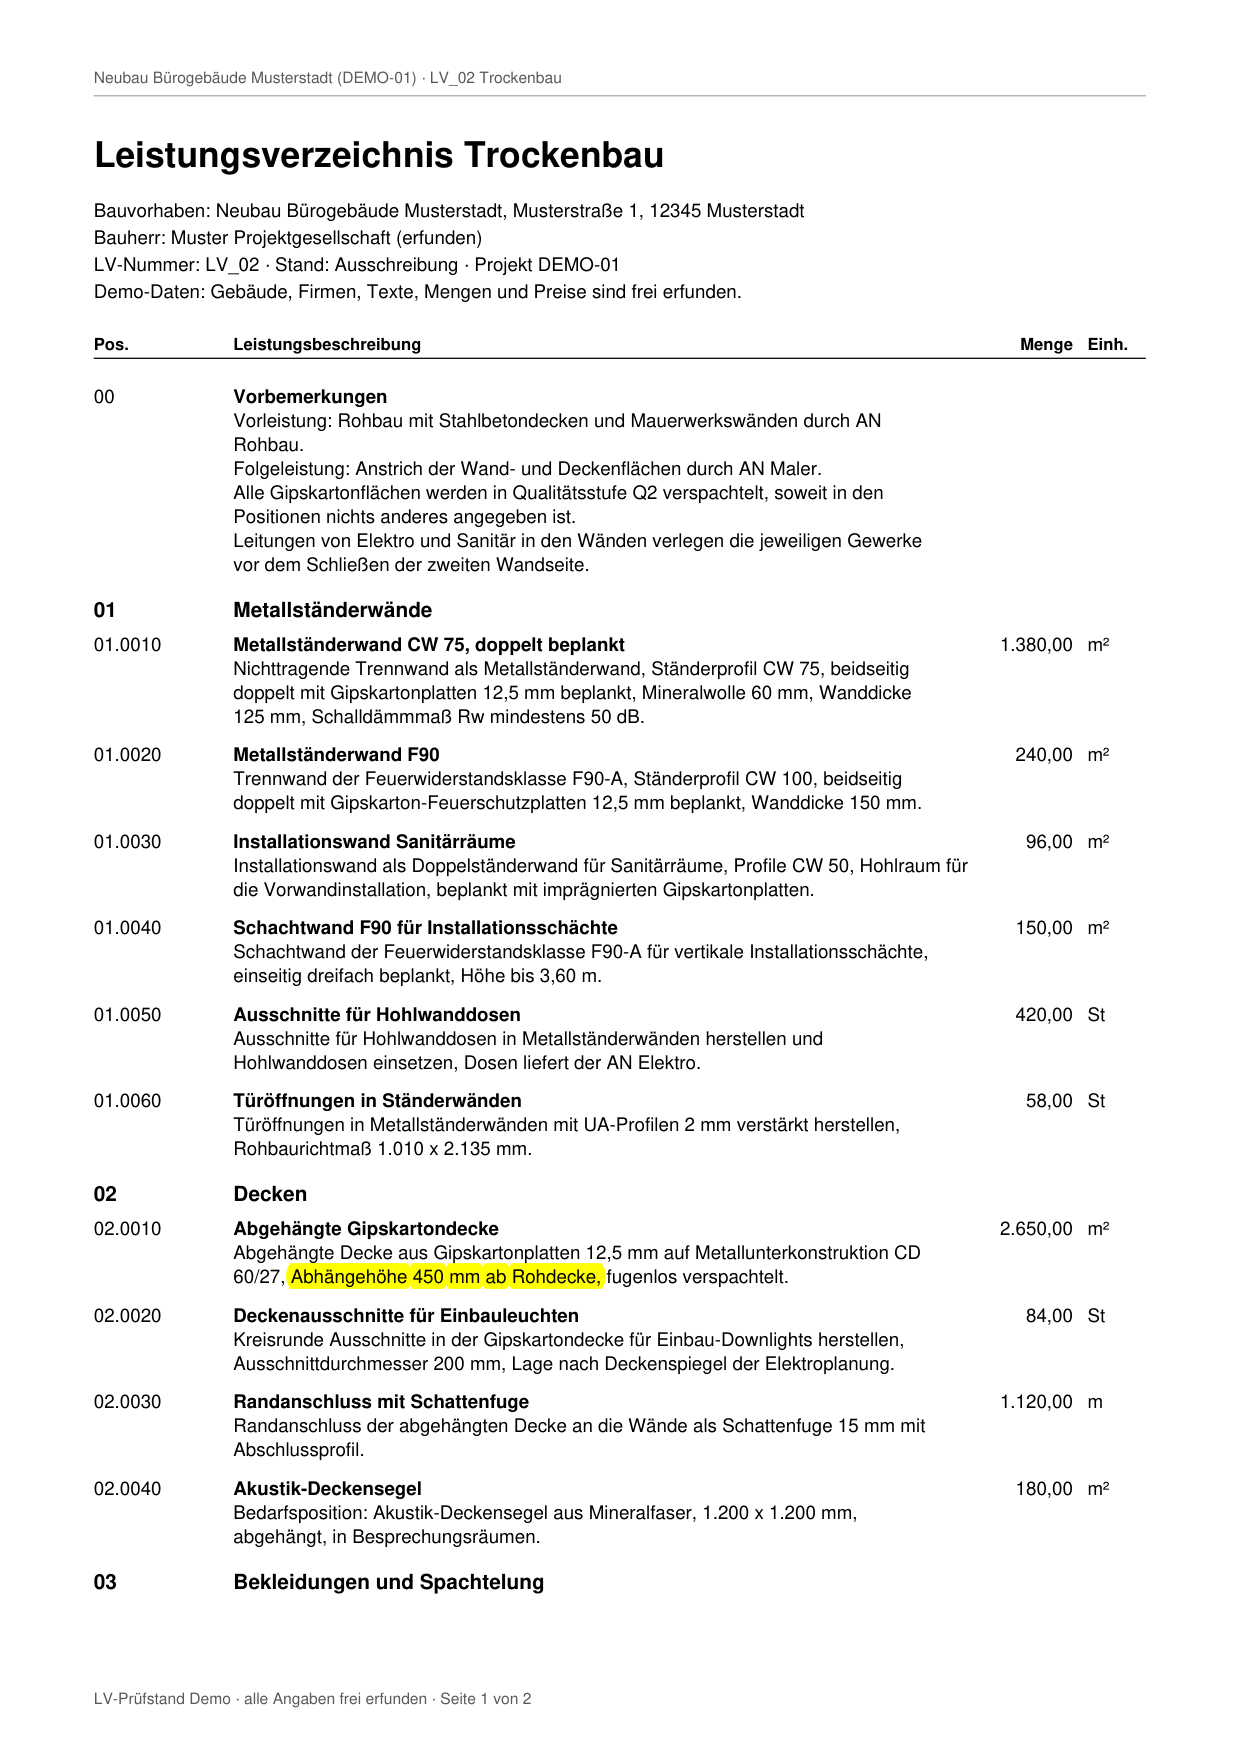 Neubau Bürogebäude Musterstadt (DEMO-01) · LV_02 Trockenbau
Leistungsverzeichnis Trockenbau
Bauvorhaben: Neubau Bürogebäude Musterstadt, Musterstraße 1, 12345 Musterstadt
Bauherr: Muster Projektgesellschaft (erfunden)
LV-Nummer: LV_02 · Stand: Ausschreibung · Projekt DEMO-01
Demo-Daten: Gebäude, Firmen, Texte, Mengen und Preise sind frei erfunden.
Pos. Leistungsbeschreibung Menge Einh.
00 Vorbemerkungen
Vorleistung: Rohbau mit Stahlbetondecken und Mauerwerkswänden durch AN
Rohbau.
Folgeleistung: Anstrich der Wand- und Deckenflächen durch AN Maler.
Alle Gipskartonflächen werden in Qualitätsstufe Q2 verspachtelt, soweit in den
Positionen nichts anderes angegeben ist.
Leitungen von Elektro und Sanitär in den Wänden verlegen die jeweiligen Gewerke
vor dem Schließen der zweiten Wandseite.
01 Metallständerwände
01.0010 Metallständerwand CW 75, doppelt beplankt 1.380,00 m²
Nichttragende Trennwand als Metallständerwand, Ständerprofil CW 75, beidseitig
doppelt mit Gipskartonplatten 12,5 mm beplankt, Mineralwolle 60 mm, Wanddicke
125 mm, Schalldämmmaß Rw mindestens 50 dB.
01.0020 Metallständerwand F90 240,00 m²
Trennwand der Feuerwiderstandsklasse F90-A, Ständerprofil CW 100, beidseitig
doppelt mit Gipskarton-Feuerschutzplatten 12,5 mm beplankt, Wanddicke 150 mm.
01.0030 Installationswand Sanitärräume 96,00 m²
Installationswand als Doppelständerwand für Sanitärräume, Profile CW 50, Hohlraum für
die Vorwandinstallation, beplankt mit imprägnierten Gipskartonplatten.
01.0040 Schachtwand F90 für Installationsschächte 150,00 m²
Schachtwand der Feuerwiderstandsklasse F90-A für vertikale Installationsschächte,
einseitig dreifach beplankt, Höhe bis 3,60 m.
01.0050 Ausschnitte für Hohlwanddosen 420,00 St
Ausschnitte für Hohlwanddosen in Metallständerwänden herstellen und
Hohlwanddosen einsetzen, Dosen liefert der AN Elektro.
01.0060 Türöffnungen in Ständerwänden 58,00 St
Türöffnungen in Metallständerwänden mit UA-Profilen 2 mm verstärkt herstellen,
Rohbaurichtmaß 1.010 x 2.135 mm.
02 Decken
02.0010 Abgehängte Gipskartondecke 2.650,00 m²
Abgehängte Decke aus Gipskartonplatten 12,5 mm auf Metallunterkonstruktion CD
60/27, Abhängehöhe 450 mm ab Rohdecke, fugenlos verspachtelt.
02.0020 Deckenausschnitte für Einbauleuchten 84,00 St
Kreisrunde Ausschnitte in der Gipskartondecke für Einbau-Downlights herstellen,
Ausschnittdurchmesser 200 mm, Lage nach Deckenspiegel der Elektroplanung.
02.0030 Randanschluss mit Schattenfuge 1.120,00 m
Randanschluss der abgehängten Decke an die Wände als Schattenfuge 15 mm mit
Abschlussprofil.
02.0040 Akustik-Deckensegel 180,00 m²
Bedarfsposition: Akustik-Deckensegel aus Mineralfaser, 1.200 x 1.200 mm,
abgehängt, in Besprechungsräumen.
03 Bekleidungen und Spachtelung
LV-Prüfstand Demo · alle Angaben frei erfunden · Seite 1 von 2